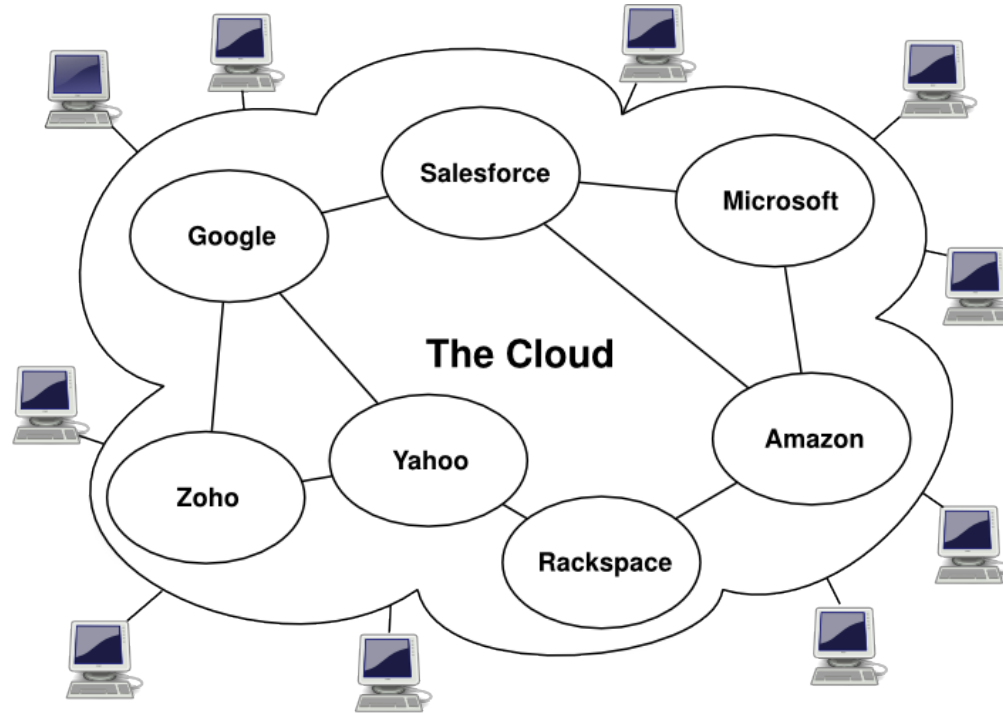 Salesforce
Microsoft
Google
The Cloud
Amazon
Yahoo
Zoho
Rackspace